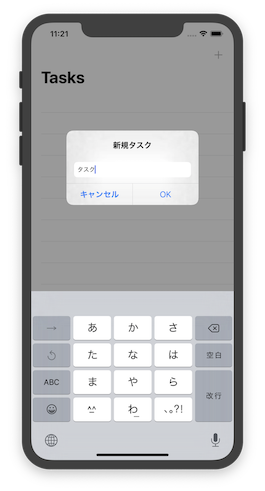 11:21
Tasks
新規タスク
タスク
キャンセル OK
→ あ か さ
た な は 空白
ABC ま や ら 改行
^^ わ_ 、。?!